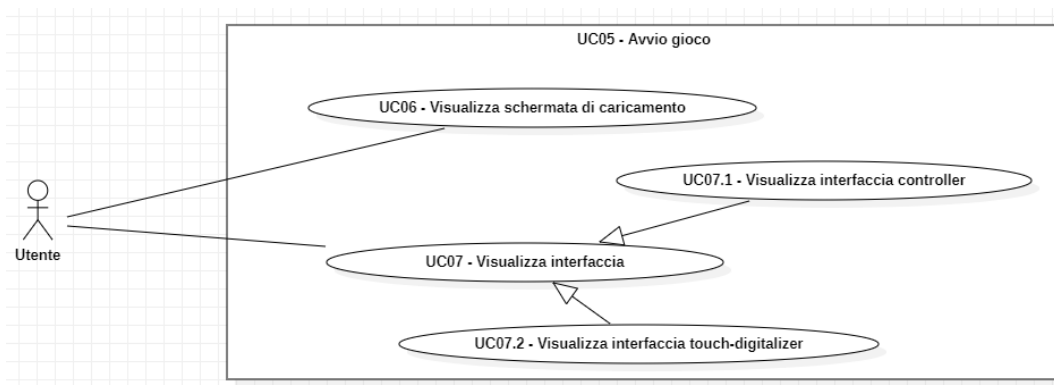 UC05 - Avvio gioco
UC06 - Visualizza schermata di caricamento
UC07.1 - Visualizza interfaccia controller
Utente
UC07 - Visualizza interfaccia
UC07.2 - Visualizza interfaccia touch-digitalizer